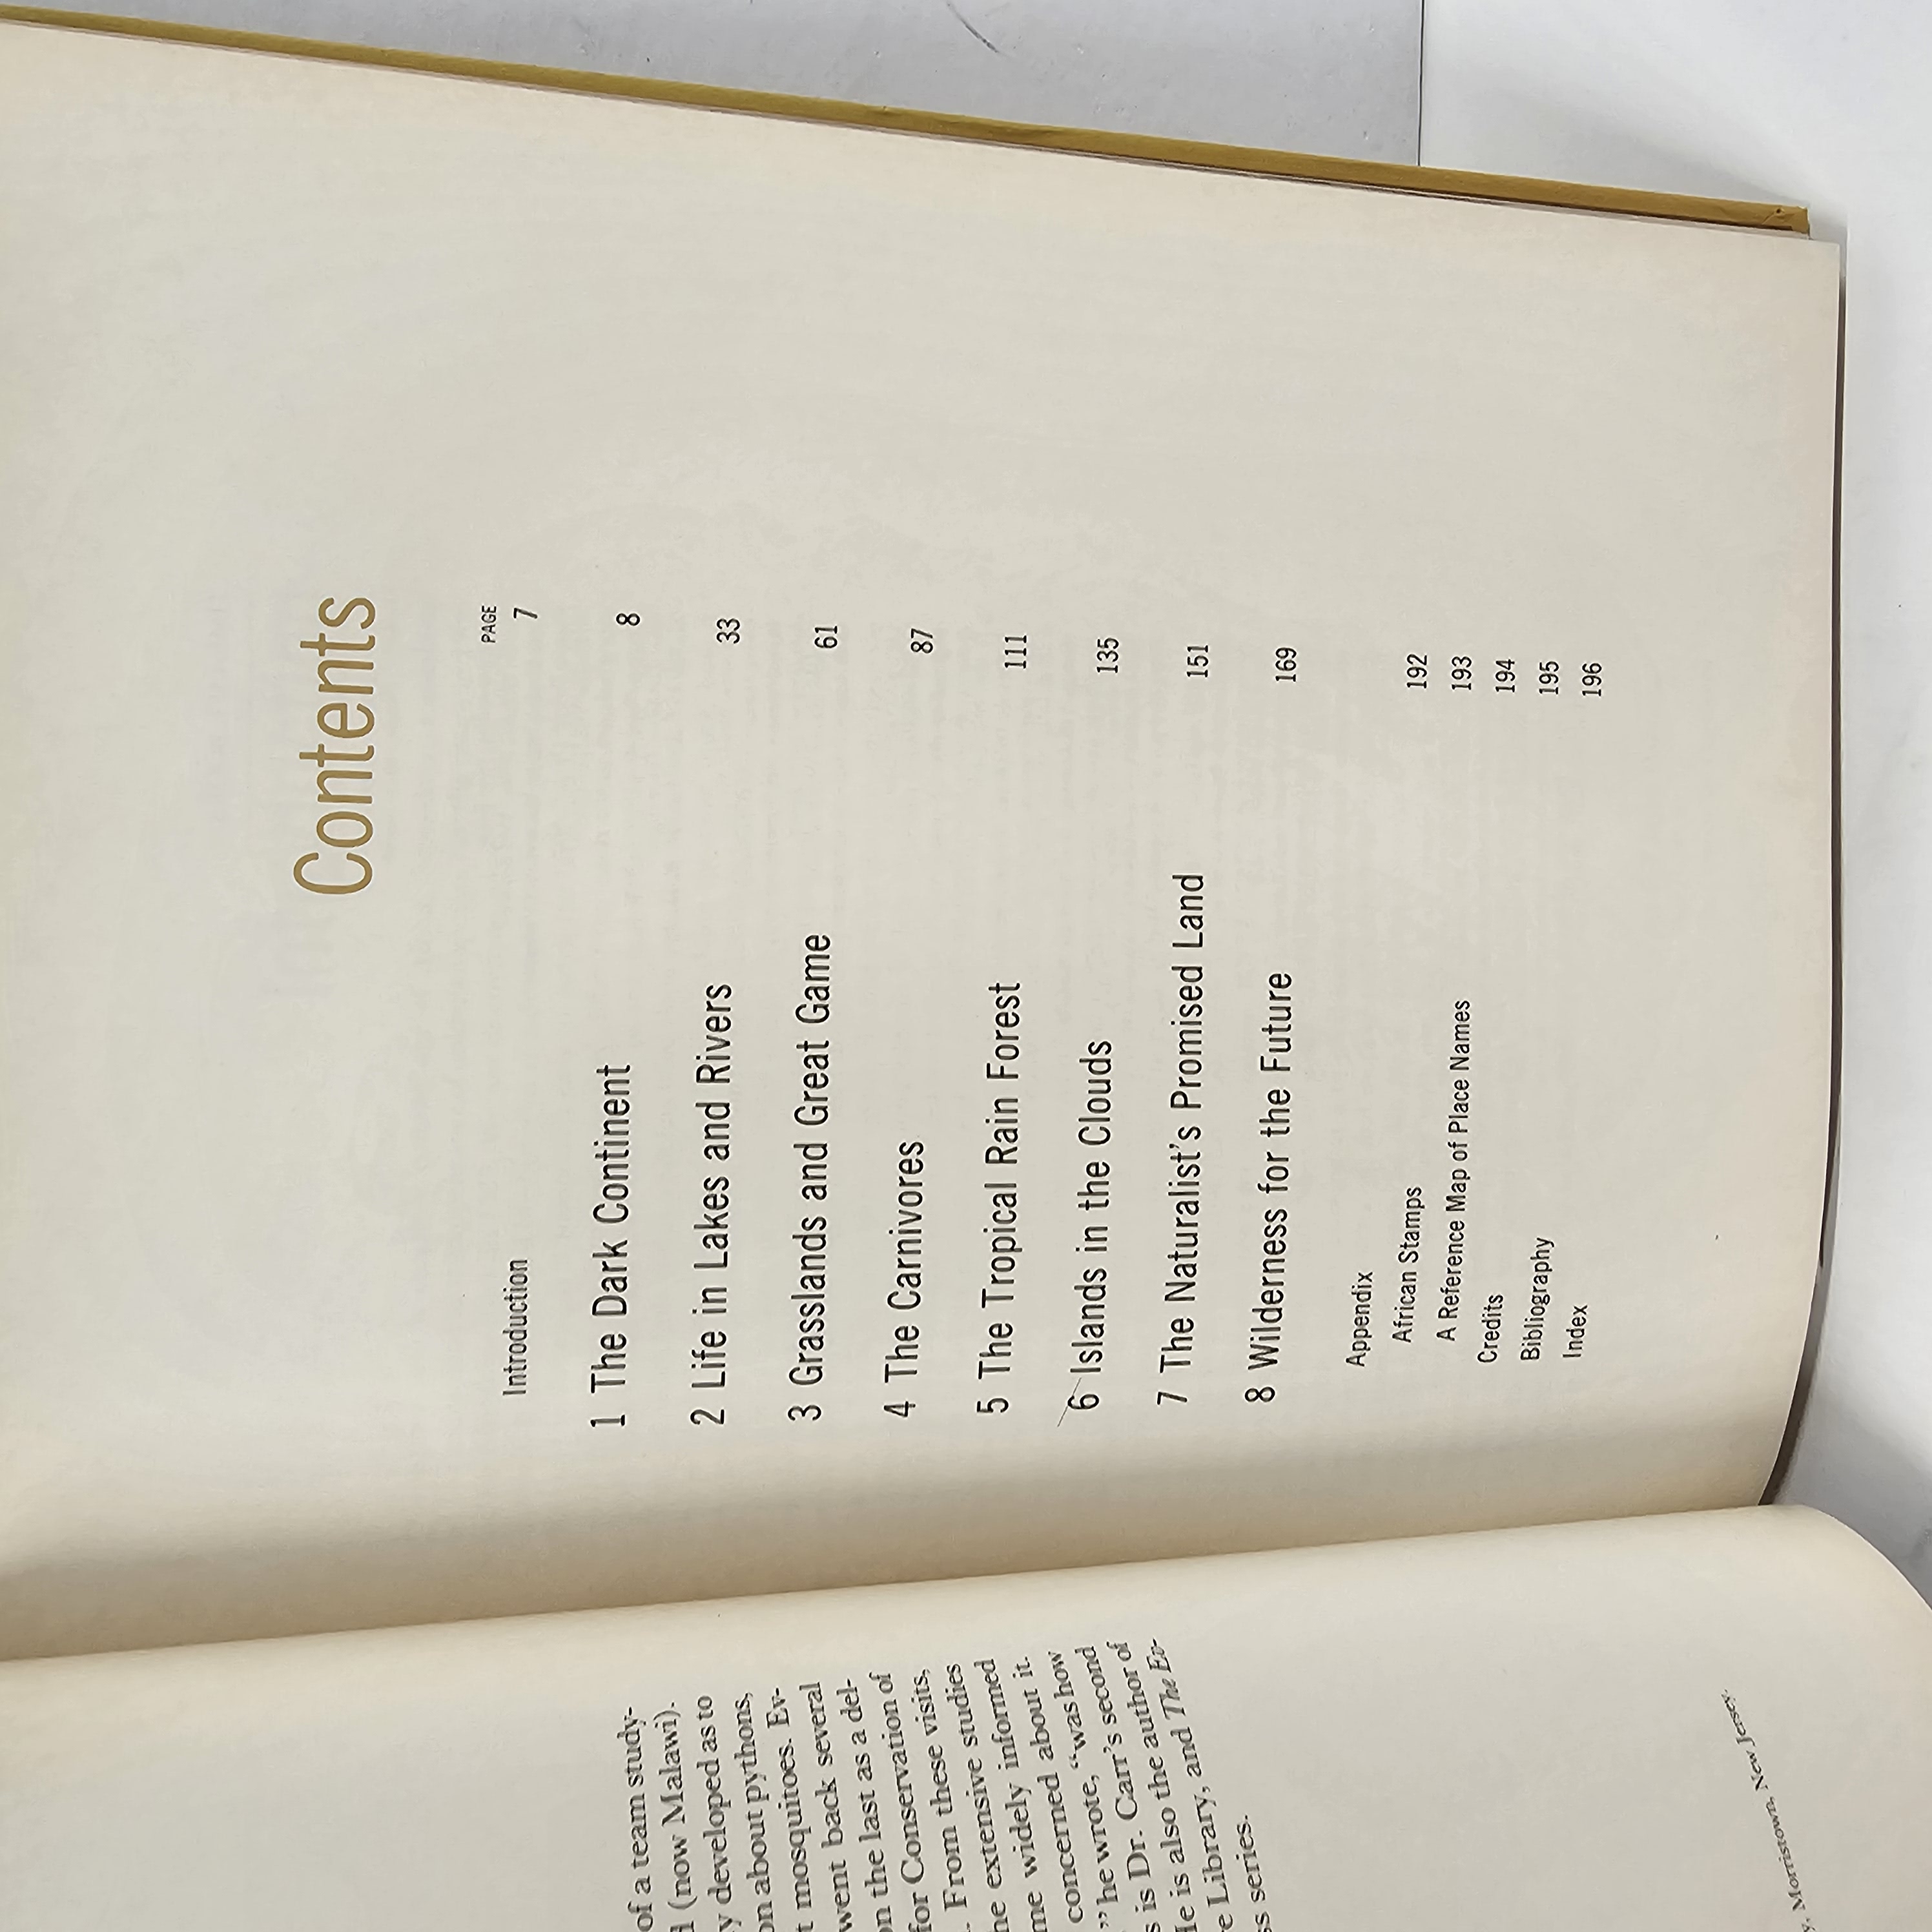 of a team study-
(now Malawi).
developed as to
about pythons,
mosquitoes. Ev-
went back several
on the last as a del-
for Conservation of
. From these visits,
extensive studies
widely informed
concerned about it.
” he wrote, “was how
is Dr. Carr’s second
is also the author of
Library, and The Ev-
series.
, Morristown, New Jersey.
Contents
PAGE
Introduction 7
1 The Dark Continent 8
2 Life in Lakes and Rivers 33
3 Grasslands and Great Game 61
4 The Carnivores 87
5 The Tropical Rain Forest 111
6 Islands in the Clouds 135
7 The Naturalist’s Promised Land 151
8 Wilderness for the Future 169
Appendix
African Stamps 192
A Reference Map of Place Names 193
Credits 194
Bibliography 195
Index 196